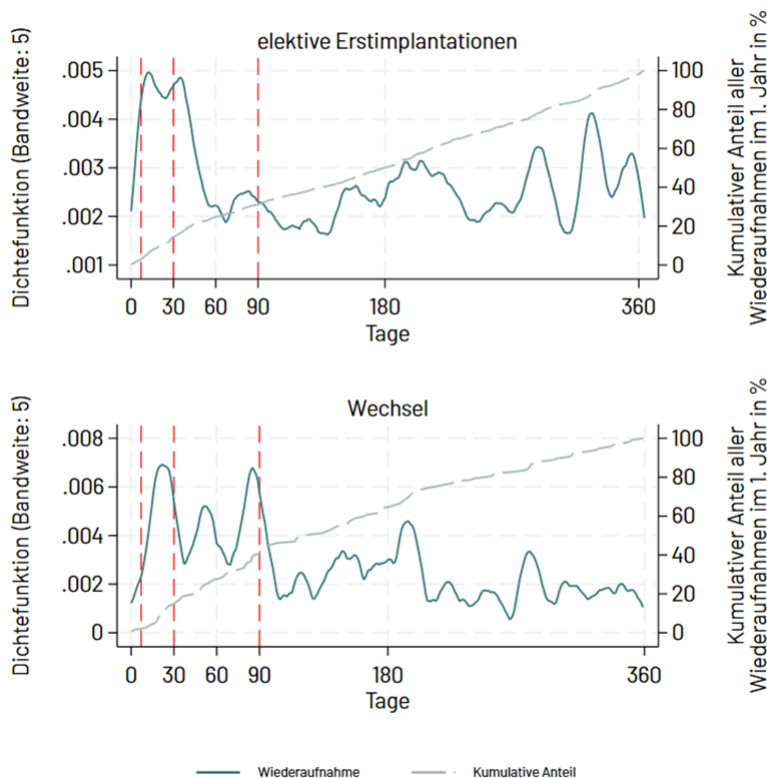 elektive Erstimplantationen
Dichtefunktion (Bandweite: 5)
.005
.004
.003
.002
.001
100
80
60
40
20
0
Kumulativer Anteil aller
Wiederaufnahmen im 1. Jahr in %
0 30 60 90 180 360
Tage
Wechsel
Dichtefunktion (Bandweite: 5)
.008
.006
.004
.002
0
100
80
60
40
20
0
Kumulativer Anteil aller
Wiederaufnahmen im 1. Jahr in %
0 30 60 90 180 360
Tage
Wiederaufnahme Kumulative Anteil